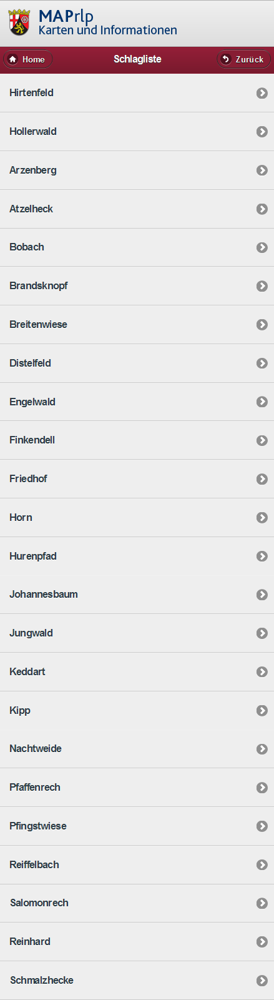 MAPrlp
Karten und Informationen
Home Schlagliste Zurück
Hirtenfeld
Hollerwald
Arzenberg
Atzelheck
Bobach
Brandsknopf
Breitenwiese
Distelfeld
Engelwald
Finkendell
Friedhof
Horn
Hurenpfad
Johannesbaum
Jungwald
Keddart
Kipp
Nachtweide
Pfaffenrech
Pfingstwiese
Reiffelbach
Salomonrech
Reinhard
Schmalzhecke